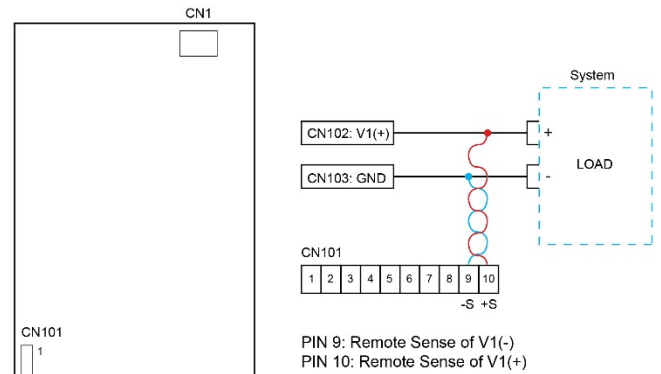 CN1
System
CN102: V1(+)
+
LOAD
CN103: GND
-
CN101
1 2 3 4 5 6 7 8 9 10
-S +S
CN101
1
PIN 9: Remote Sense of V1(-)
PIN 10: Remote Sense of V1(+)